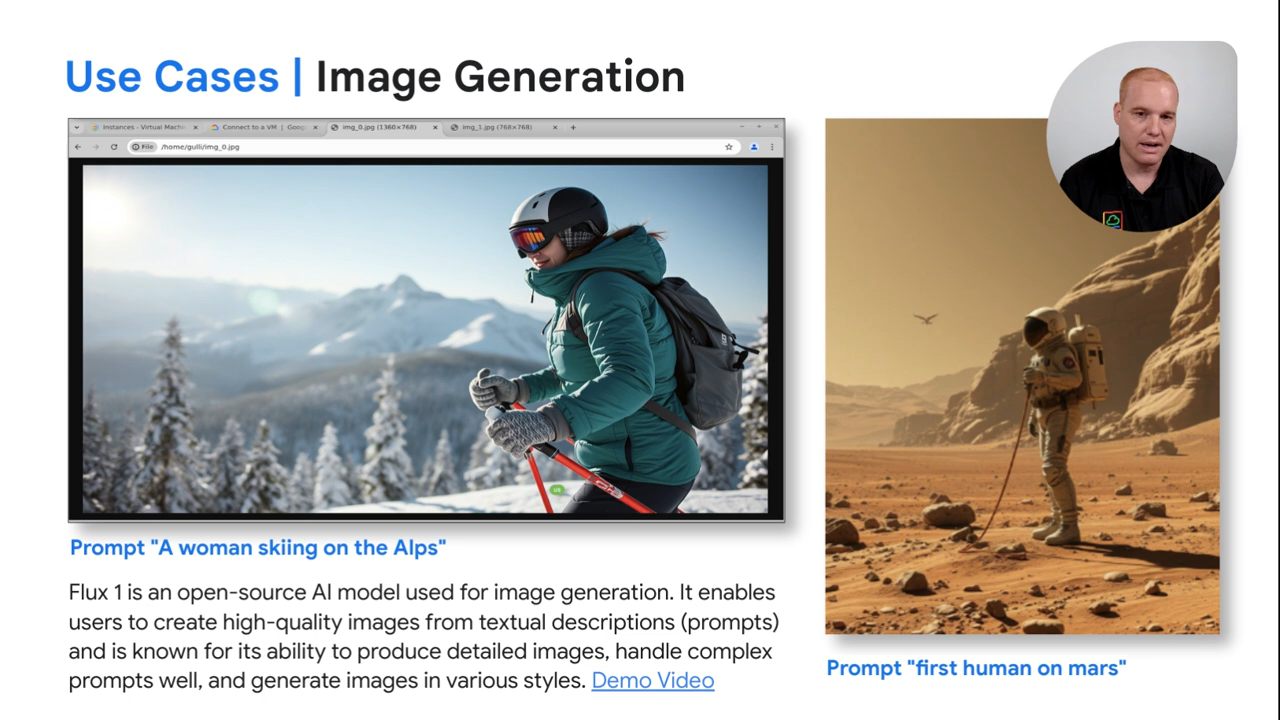 Use Cases | Image Generation
Instances - Virtual Machin
Connect to a VM | Goog
img_0.jpg (1360×768)
img_1.jpg (768×768)
File
/home/gulli/img_0.jpg
Prompt "A woman skiing on the Alps"
Flux 1 is an open-source AI model used for image generation. It enables
users to create high-quality images from textual descriptions (prompts)
and is known for its ability to produce detailed images, handle complex
prompts well, and generate images in various styles. Demo Video
Prompt "first human on mars"